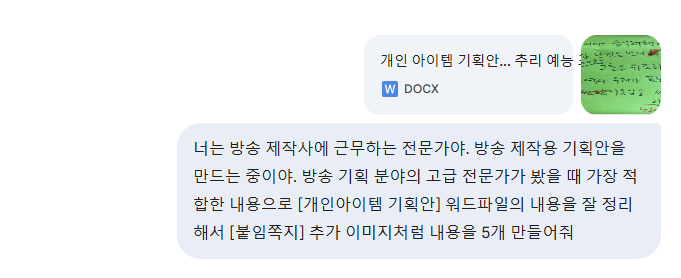 개인 아이템 기획안... 추리 예능
DOCX
너는 방송 제작사에 근무하는 전문가야. 방송 제작용 기획안을
만드는 중이야. 방송 기획 분야의 고급 전문가가 봤을 때 가장 적
합한 내용으로 [개인아이템 기획안] 워드파일의 내용을 잘 정리
해서 [붙임쪽지] 추가 이미지처럼 내용을 5개 만들어줘